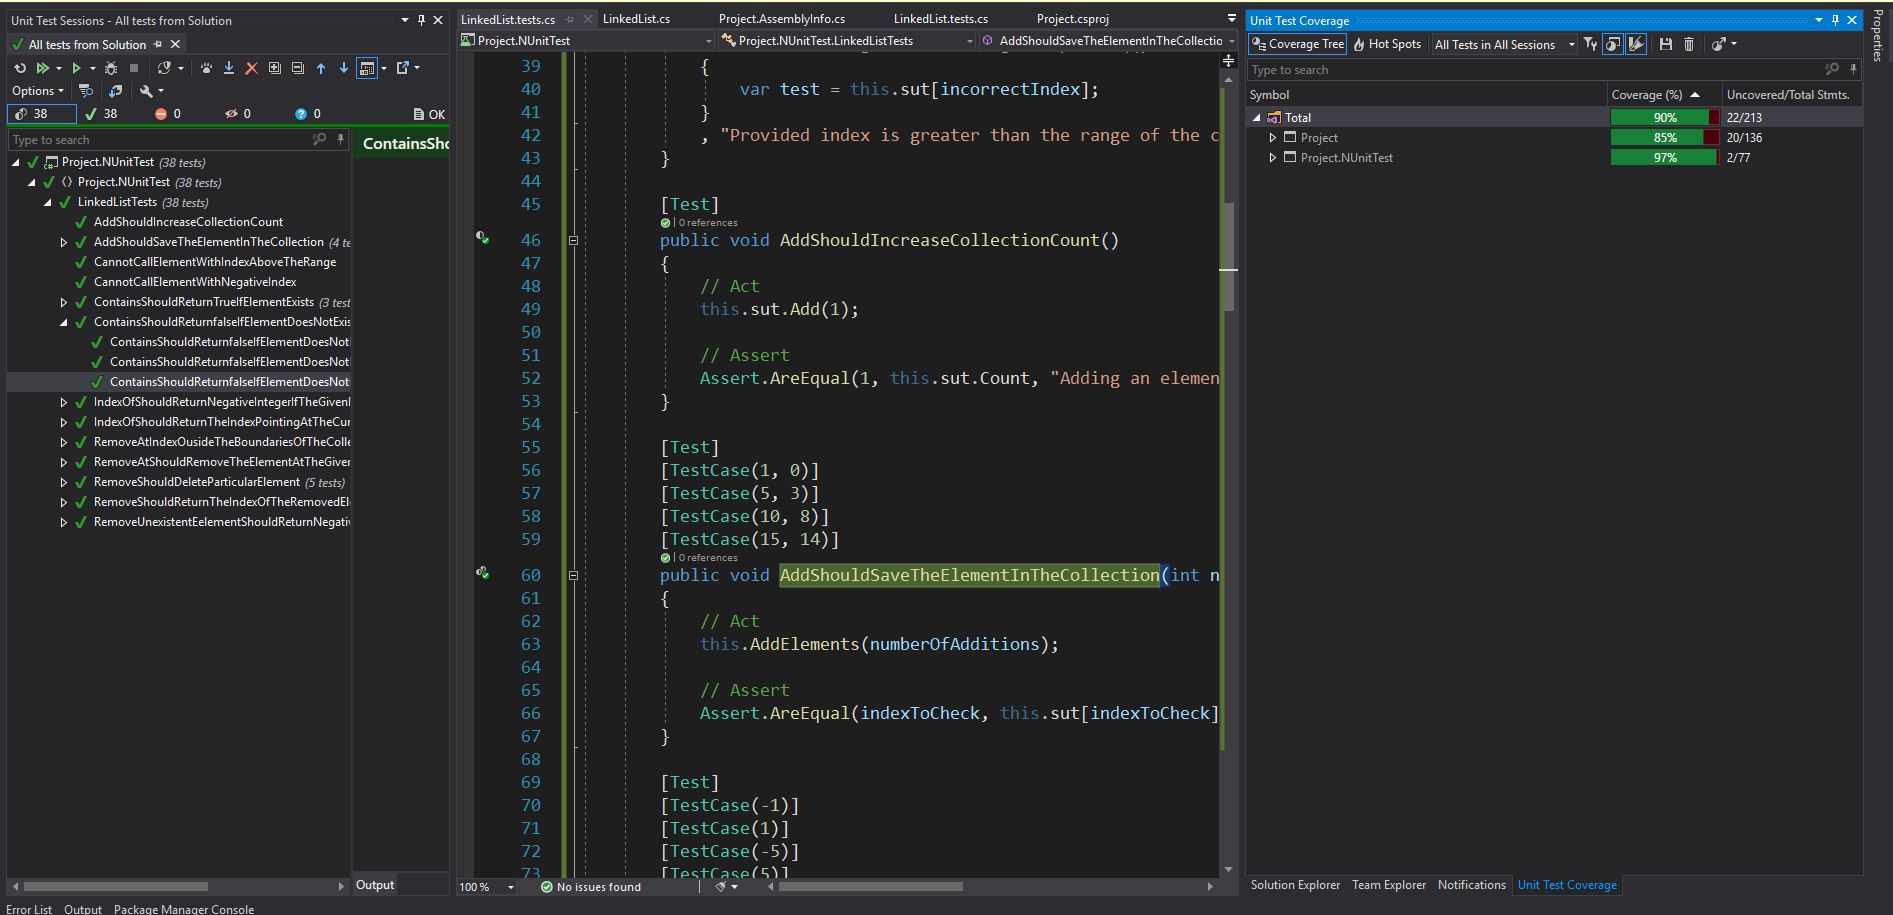 Unit Test Sessions - All tests from Solution
All tests from Solution
Options
38
38
0
0
0
OK
Type to search
ContainsSho
Project.NUnitTest (38 tests)
Project.NUnitTest (38 tests)
LinkedListTests (38 tests)
AddShouldIncreaseCollectionCount
AddShouldSaveTheElementInTheCollection (4 te
CannotCallElementWithIndexAboveTheRange
CannotCallElementWithNegativeIndex
ContainsShouldReturnTrueIfElementExists (3 test
ContainsShouldReturnfalseIfElementDoesNotExis
ContainsShouldReturnfalseIfElementDoesNot
ContainsShouldReturnfalseIfElementDoesNot
ContainsShouldReturnfalseIfElementDoesNot
IndexOfShouldReturnNegativeIntegerIfTheGivenI
IndexOfShouldReturnTheIndexPointingAtTheCur
RemoveAtIndexOusideTheBoundariesOfTheColle
RemoveAtShouldRemoveTheElementAtTheGiver
RemoveShouldDeleteParticularElement (5 tests)
RemoveShouldReturnTheIndexOfTheRemovedEl
RemoveUnexistentEelementShouldReturnNegativ
Output
LinkedList.tests.cs
LinkedList.cs
Project.AssemblyInfo.cs
LinkedList.tests.cs
Project.csproj
Project.NUnitTest
Project.NUnitTest.LinkedListTests
AddShouldSaveTheElementInTheCollectio
39 {
40 var test = this.sut[incorrectIndex];
41 }
42 , "Provided index is greater than the range of the c
43 }
44
45 [Test]
0 references
46 public void AddShouldIncreaseCollectionCount()
47 {
48 // Act
49 this.sut.Add(1);
50
51 // Assert
52 Assert.AreEqual(1, this.sut.Count, "Adding an elemen
53 }
54
55 [Test]
56 [TestCase(1, 0)]
57 [TestCase(5, 3)]
58 [TestCase(10, 8)]
59 [TestCase(15, 14)]
0 references
60 public void AddShouldSaveTheElementInTheCollection(int n
61 {
62 // Act
63 this.AddElements(numberOfAdditions);
64
65 // Assert
66 Assert.AreEqual(indexToCheck, this.sut[indexToCheck]
67 }
68
69 [Test]
70 [TestCase(-1)]
71 [TestCase(1)]
72 [TestCase(-5)]
73 [TestCase(5)]
100 %
No issues found
Unit Test Coverage
Coverage Tree
Hot Spots
All Tests in All Sessions
Type to search
Symbol Coverage (%) Uncovered/Total Stmts.
Total 90% 22/213
Project 85% 20/136
Project.NUnitTest 97% 2/77
Solution Explorer Team Explorer Notifications Unit Test Coverage
Properties
Error List Output Package Manager Console